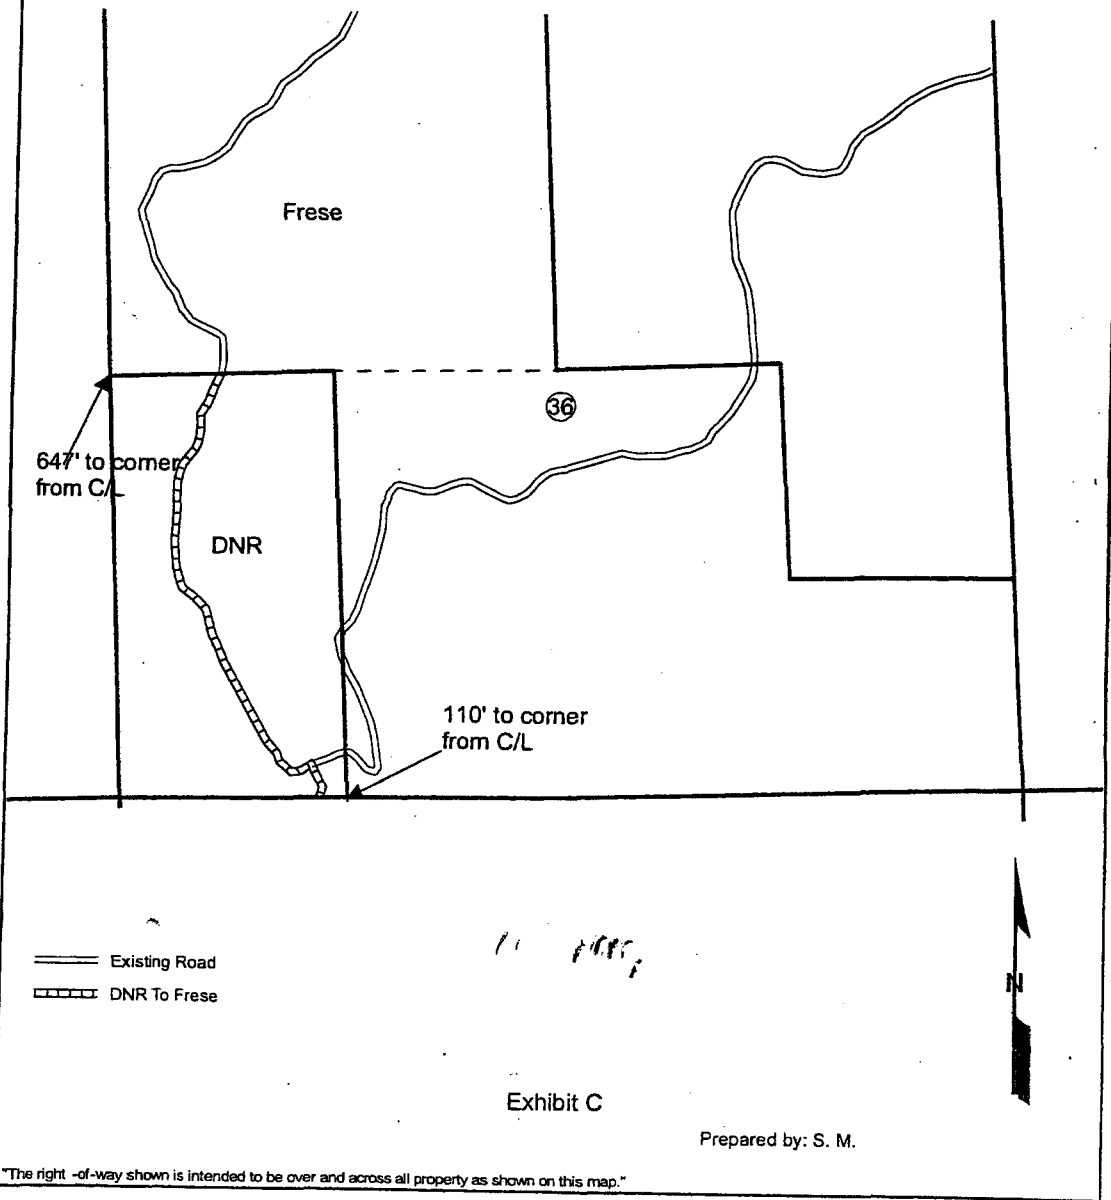 Frese
36
647' to corner
from C/L
DNR
110' to corner
from C/L
Existing Road
DNR To Frese
N
Exhibit C
Prepared by: S. M.
"The right -of-way shown is intended to be over and across all property as shown on this map."